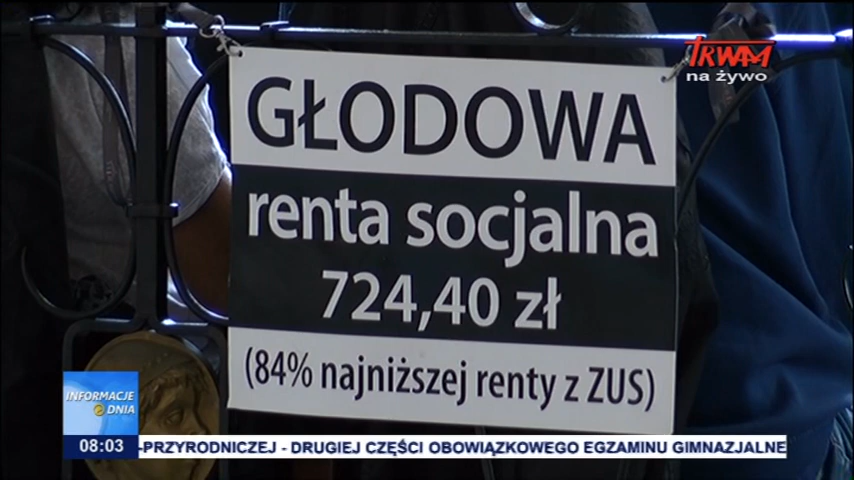 TRWAM
na żywo
GŁODOWA
renta socjalna
724,40 zł
(84% najniższej renty z ZUS)
INFORMACJE
DNIA
08:03
-PRZYRODNICZEJ - DRUGIEJ CZĘŚCI OBOWIĄZKOWEGO EGZAMINU GIMNAZJALNE